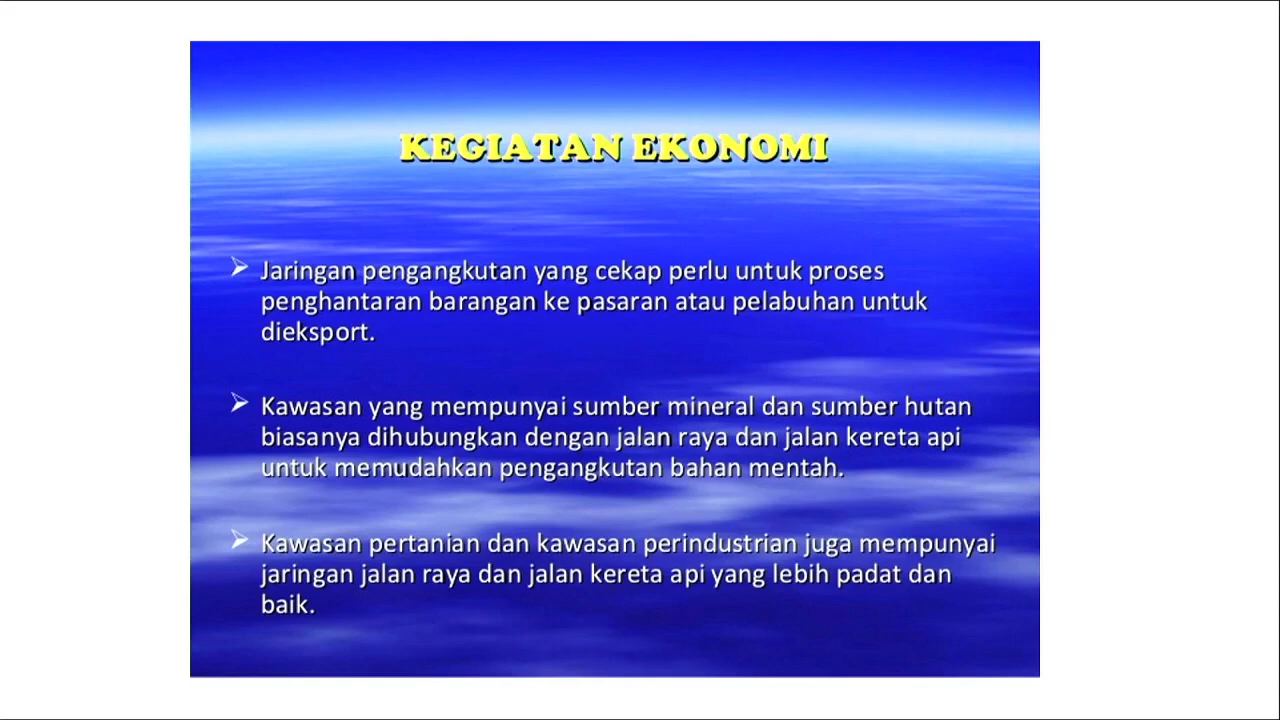 KEGIATAN EKONOMI
Jaringan pengangkutan yang cekap perlu untuk proses
penghantaran barangan ke pasaran atau pelabuhan untuk
dieksport.
Kawasan yang mempunyai sumber mineral dan sumber hutan
biasanya dihubungkan dengan jalan raya dan jalan kereta api
untuk memudahkan pengangkutan bahan mentah.
Kawasan pertanian dan kawasan perindustrian juga mempunyai
jaringan jalan raya dan jalan kereta api yang lebih padat dan
baik.